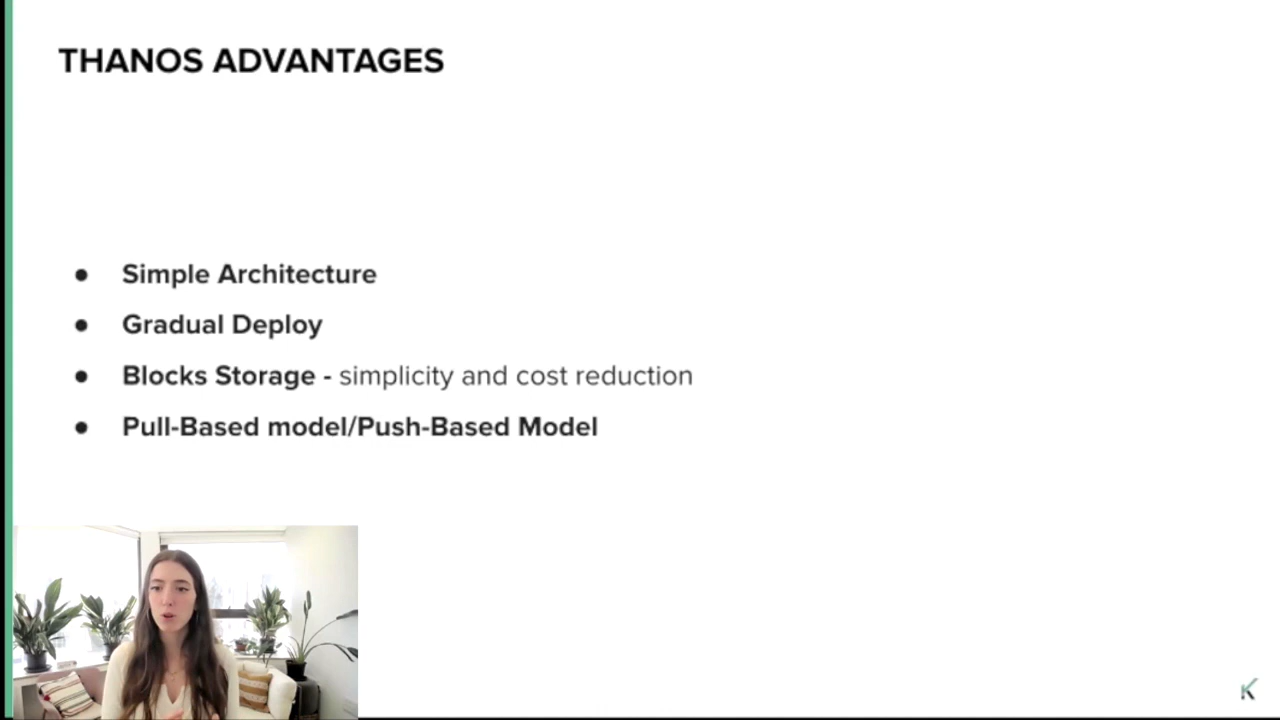 THANOS ADVANTAGES
● Simple Architecture
● Gradual Deploy
● Blocks Storage - simplicity and cost reduction
● Pull-Based model/Push-Based Model